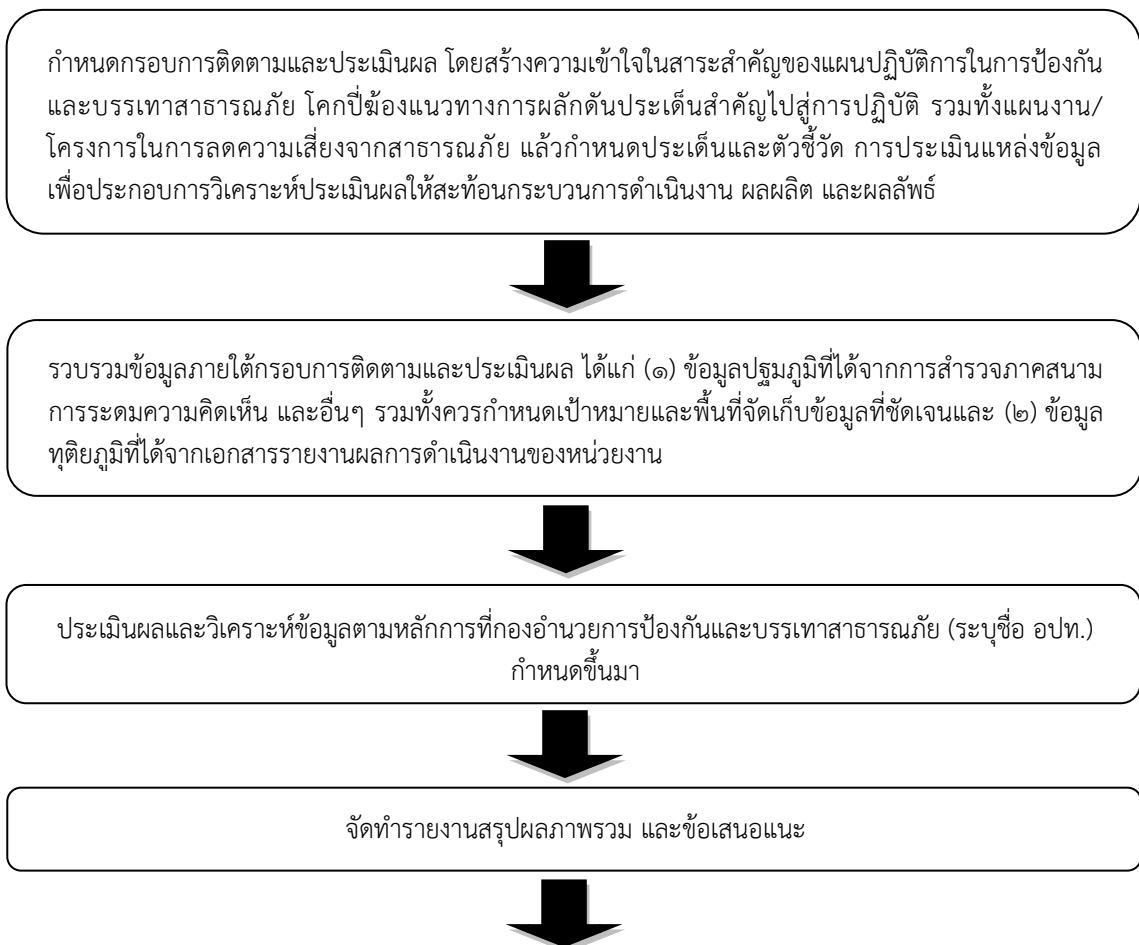 กำหนดกรอบการติดตามและประเมินผล โดยสร้างความเข้าใจในสาระสำคัญของแผนปฏิบัติการในการป้องกัน
และบรรเทาสาธารณภัย โคกปี่ฆ้องแนวทางการผลักดันประเด็นสำคัญไปสู่การปฏิบัติ รวมทั้งแผนงาน/
โครงการในการลดความเสี่ยงจากสาธารณภัย แล้วกำหนดประเด็นและตัวชี้วัด การประเมินแหล่งข้อมูล
เพื่อประกอบการวิเคราะห์ประเมินผลให้สะท้อนกระบวนการดำเนินงาน ผลผลิต และผลลัพธ์
รวบรวมข้อมูลภายใต้กรอบการติดตามและประเมินผล ได้แก่ (๑) ข้อมูลปฐมภูมิที่ได้จากการสำรวจภาคสนาม
การระดมความคิดเห็น และอื่นๆ รวมทั้งควรกำหนดเป้าหมายและพื้นที่จัดเก็บข้อมูลที่ชัดเจนและ (๒) ข้อมูล
ทุติยภูมิที่ได้จากเอกสารรายงานผลการดำเนินงานของหน่วยงาน
ประเมินผลและวิเคราะห์ข้อมูลตามหลักการที่กองอำนวยการป้องกันและบรรเทาสาธารณภัย (ระบุชื่อ อปท.)
กำหนดขึ้นมา
จัดทำรายงานสรุปผลภาพรวม และข้อเสนอแนะ